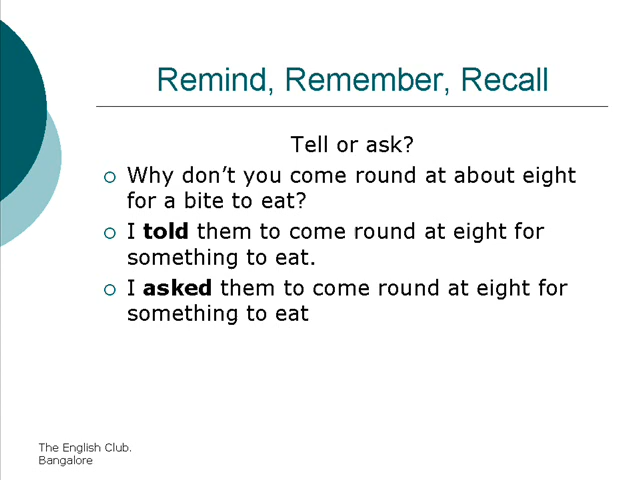 Remind, Remember, Recall
Tell or ask?
Why don’t you come round at about eight
for a bite to eat?
I told them to come round at eight for
something to eat.
I asked them to come round at eight for
something to eat
The English Club.
Bangalore